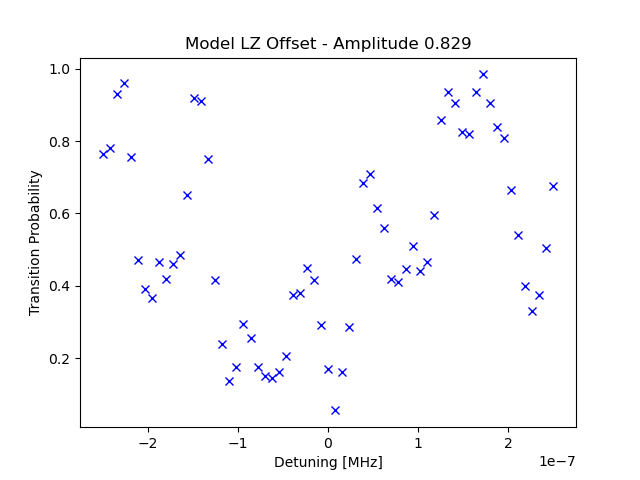 Model LZ Offset - Amplitude 0.829
1.0
0.8
0.6
0.4
0.2
Transition Probability
−2
−1
0
1
2
Detuning [MHz]
1e−7